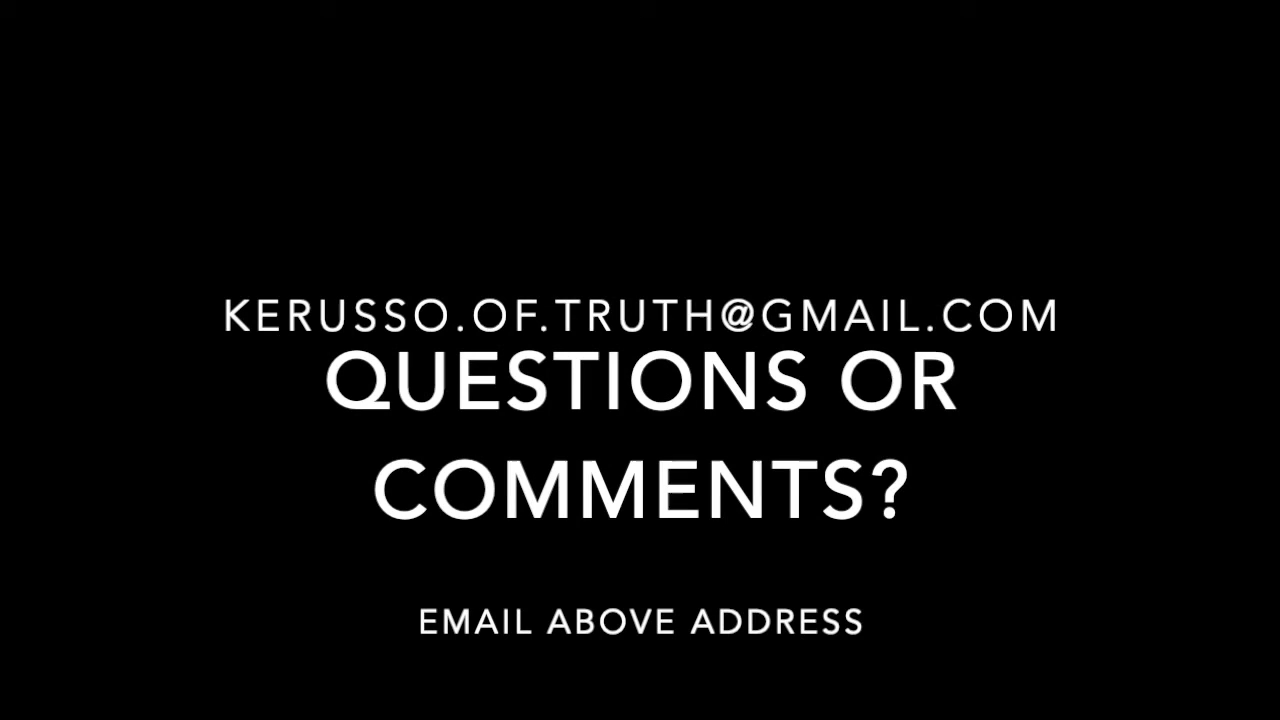 KERUSSO.OF.TRUTH@GMAIL.COM
QUESTIONS OR
COMMENTS?
EMAIL ABOVE ADDRESS